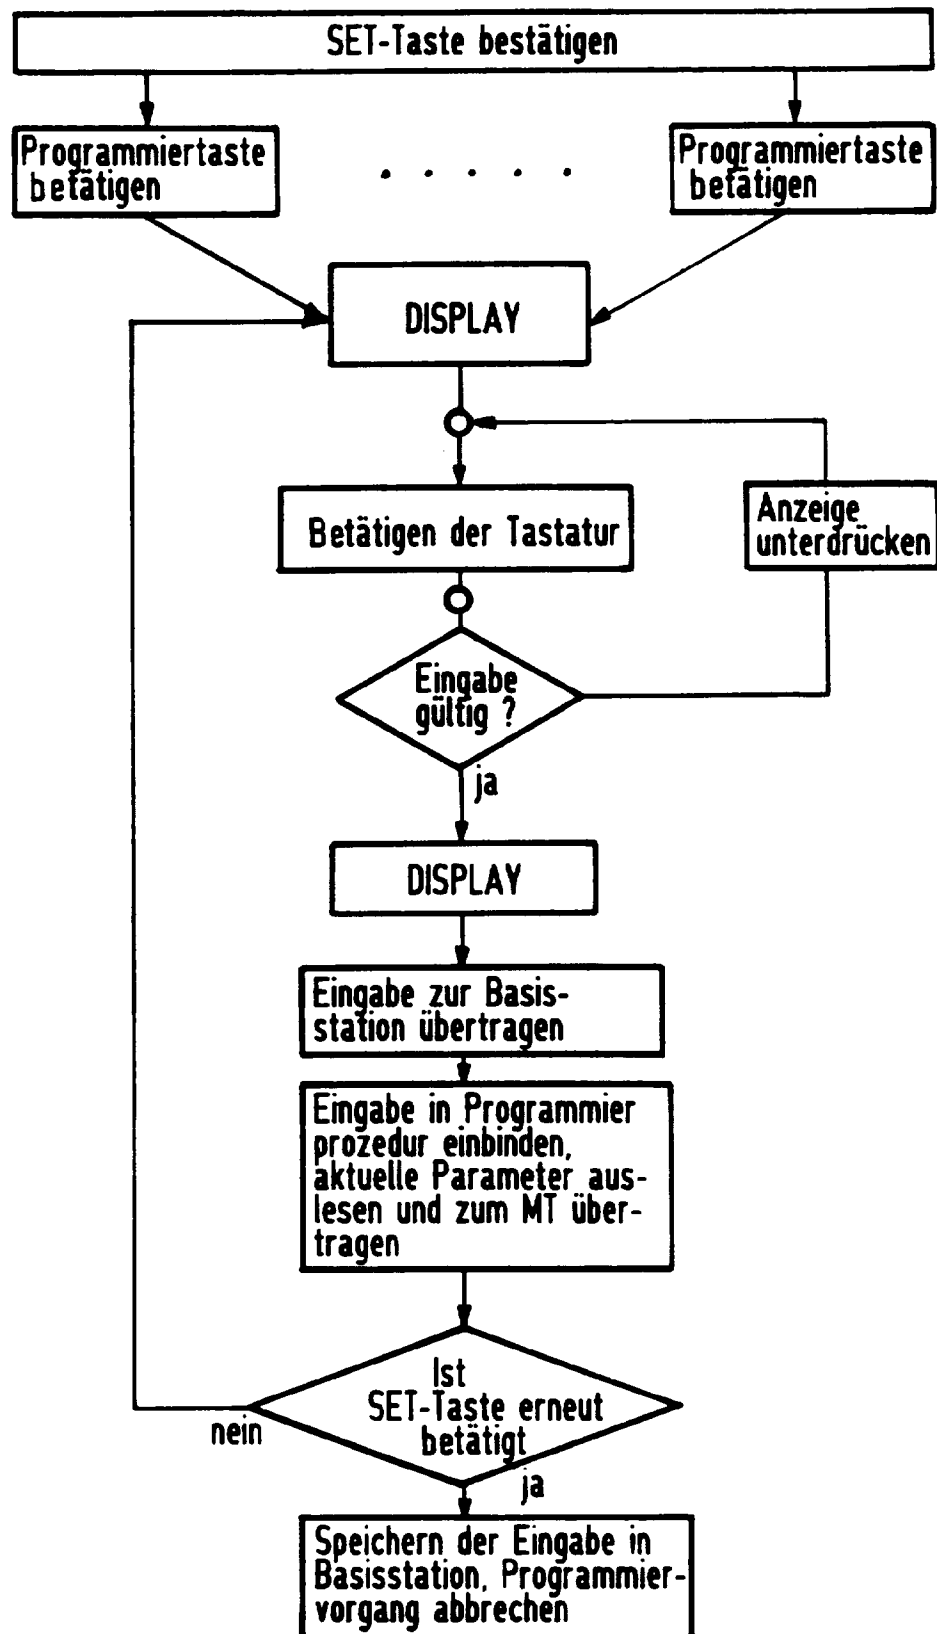 SET-Taste bestätigen
Programmiertaste
betätigen
Programmiertaste
betätigen
DISPLAY
Betätigen der Tastatur
Anzeige
unterdrücken
Eingabe
gültig ?
ja
DISPLAY
Eingabe zur Basis-
station übertragen
Eingabe in Programmier
prozedur einbinden,
aktuelle Parameter aus-
lesen und zum MT über-
tragen
Ist
SET-Taste erneut
betätigt
nein
ja
Speichern der Eingabe in
Basisstation, Programmier-
vorgang abbrechen